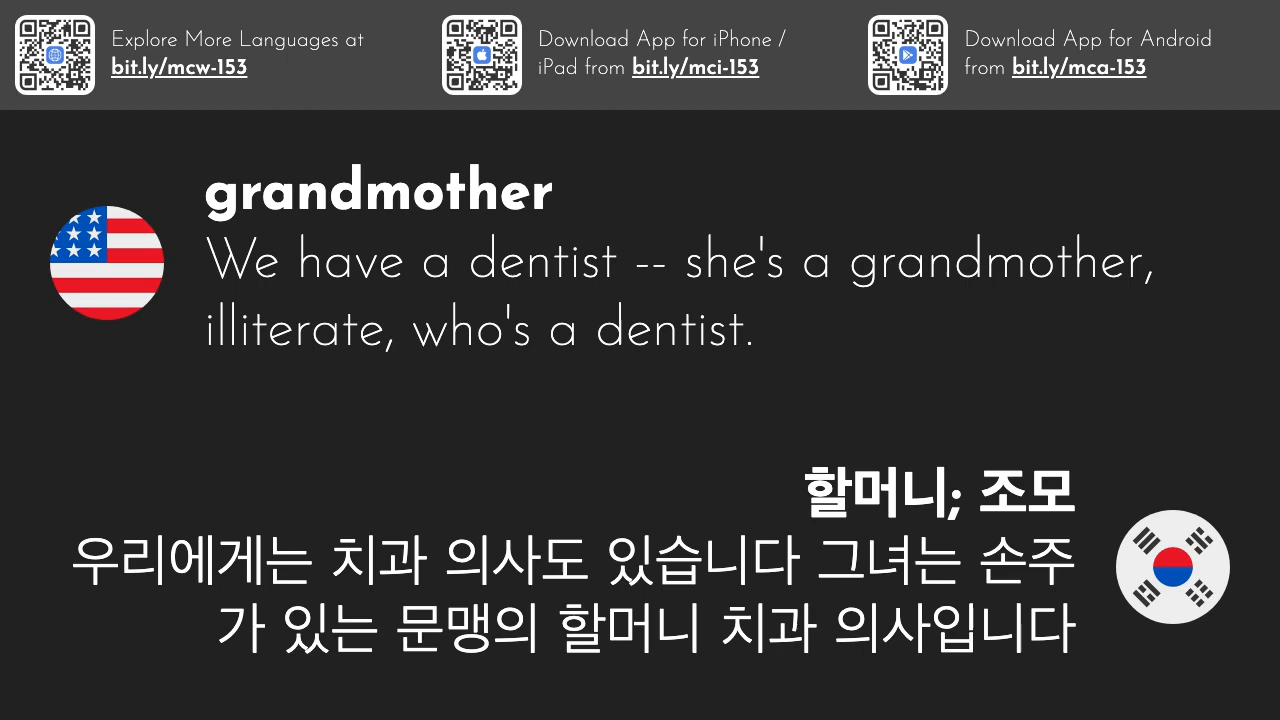 Explore More Languages at
bit.ly/mcw-153
Download App for iPhone /
iPad from bit.ly/mci-153
Download App for Android
from bit.ly/mca-153
grandmother
We have a dentist -- she's a grandmother,
illiterate, who's a dentist.
할머니; 조모
우리에게는 치과 의사도 있습니다 그녀는 손주
가 있는 문맹의 할머니 치과 의사입니다